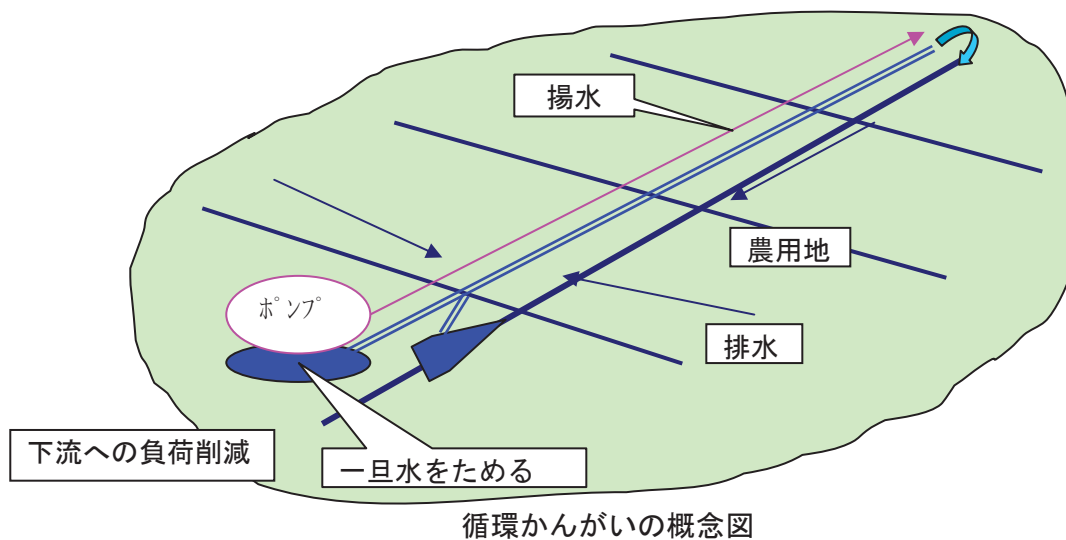 揚水
農用地
ﾎﾟﾝﾌﾟ
排水
下流への負荷削減
一旦水をためる
循環かんがいの概念図